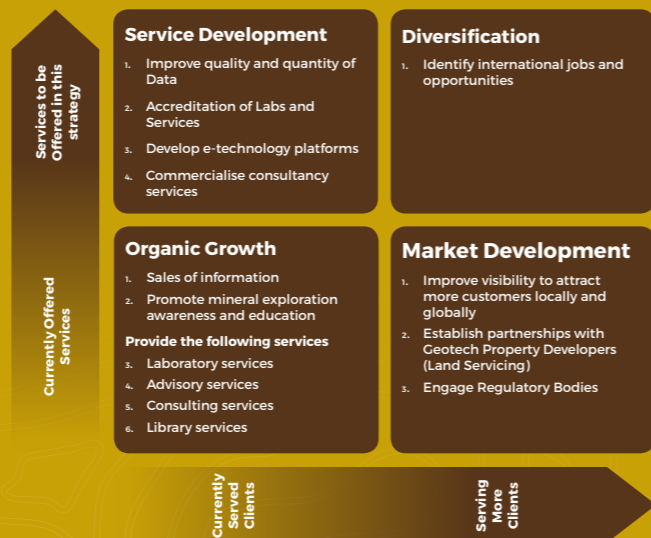 Services to be
Offered in this
strategy
Service Development
1. Improve quality and quantity of
Data
2. Accreditation of Labs and
Services
3. Develop e-technology platforms
4. Commercialise consultancy
services
Diversification
1. Identify international jobs and
opportunities
Currently Offered
Services
Organic Growth
1. Sales of information
2. Promote mineral exploration
awareness and education
Provide the following services
3. Laboratory services
4. Advisory services
5. Consulting services
6. Library services
Market Development
1. Improve visibility to attract
more customers locally and
globally
2. Establish partnerships with
Geotech Property Developers
(Land Servicing)
3. Engage Regulatory Bodies
Currently
Served
Clients
Serving
More
Clients